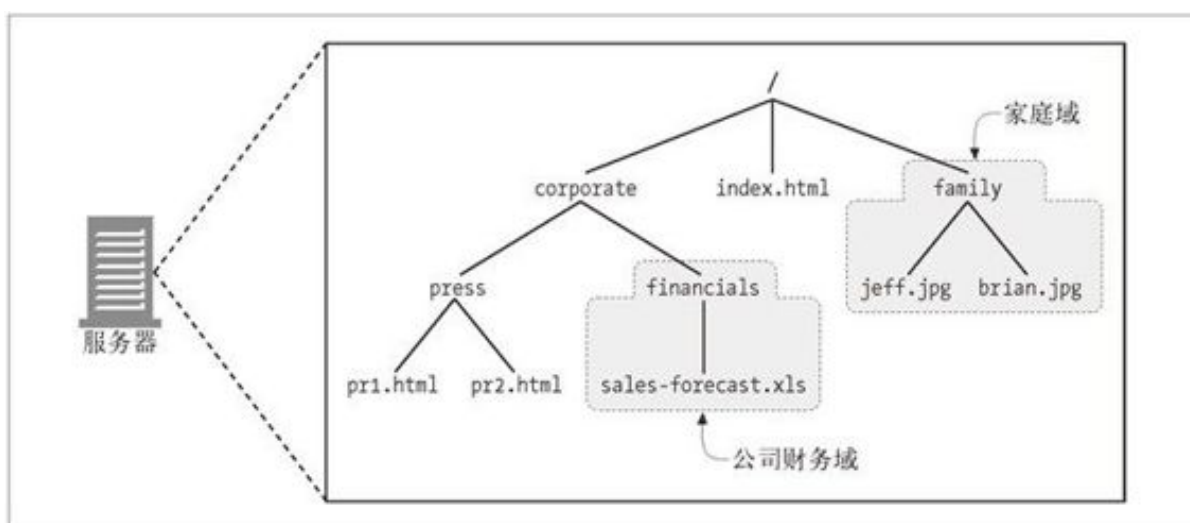 /
家庭域
corporate
index.html
family
press
financials
jeff.jpg
brian.jpg
服务器
pr1.html
pr2.html
sales-forecast.xls
公司财务域